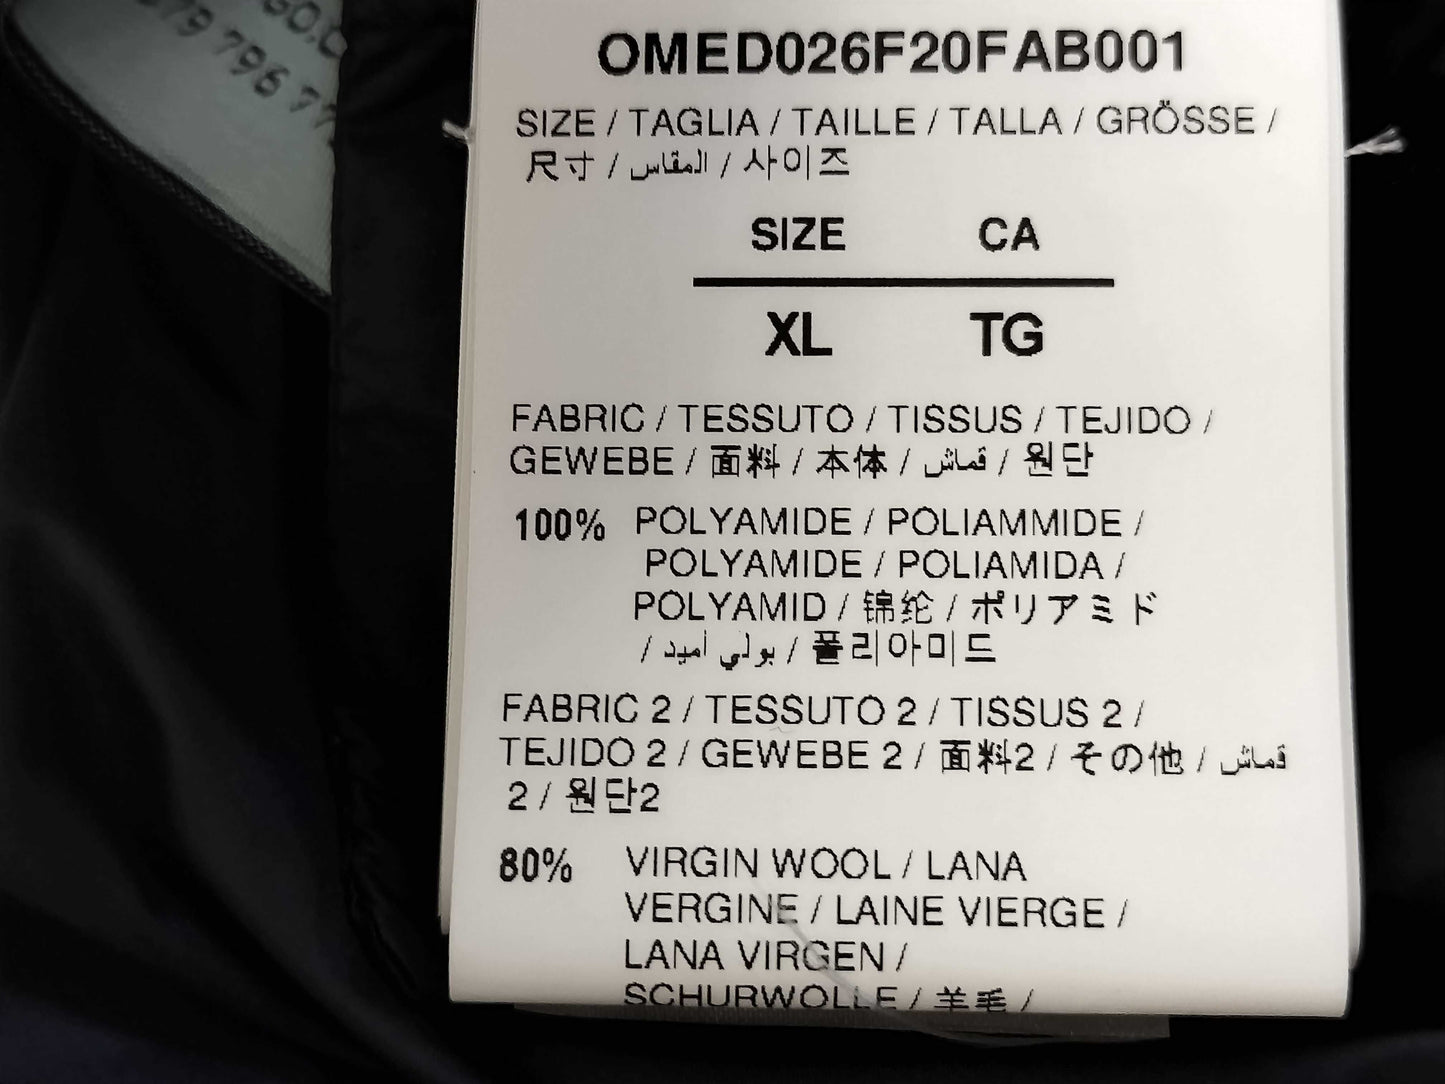 OMED026F20FAB001
SIZE / TAGLIA / TAILLE / TALLA / GRÖSSE /
尺寸 / المقاس / 사이즈
SIZE CA
XL TG
FABRIC / TESSUTO / TISSUS / TEJIDO /
GEWEBE / 面料 / 本体 / قماش / 원단
100% POLYAMIDE / POLIAMMIDE /
POLYAMIDE / POLIAMIDA /
POLYAMID / 锦纶 / ポリアミド
/ بولي اميد / 폴리아미드
FABRIC 2 / TESSUTO 2 / TISSUS 2 /
TEJIDO 2 / GEWEBE 2 / 面料2 / その他 / قماش
2 / 원단2
80% VIRGIN WOOL / LANA
VERGINE / LAINE VIERGE /
LANA VIRGEN /
SCHURWOLLE / 羊毛 /